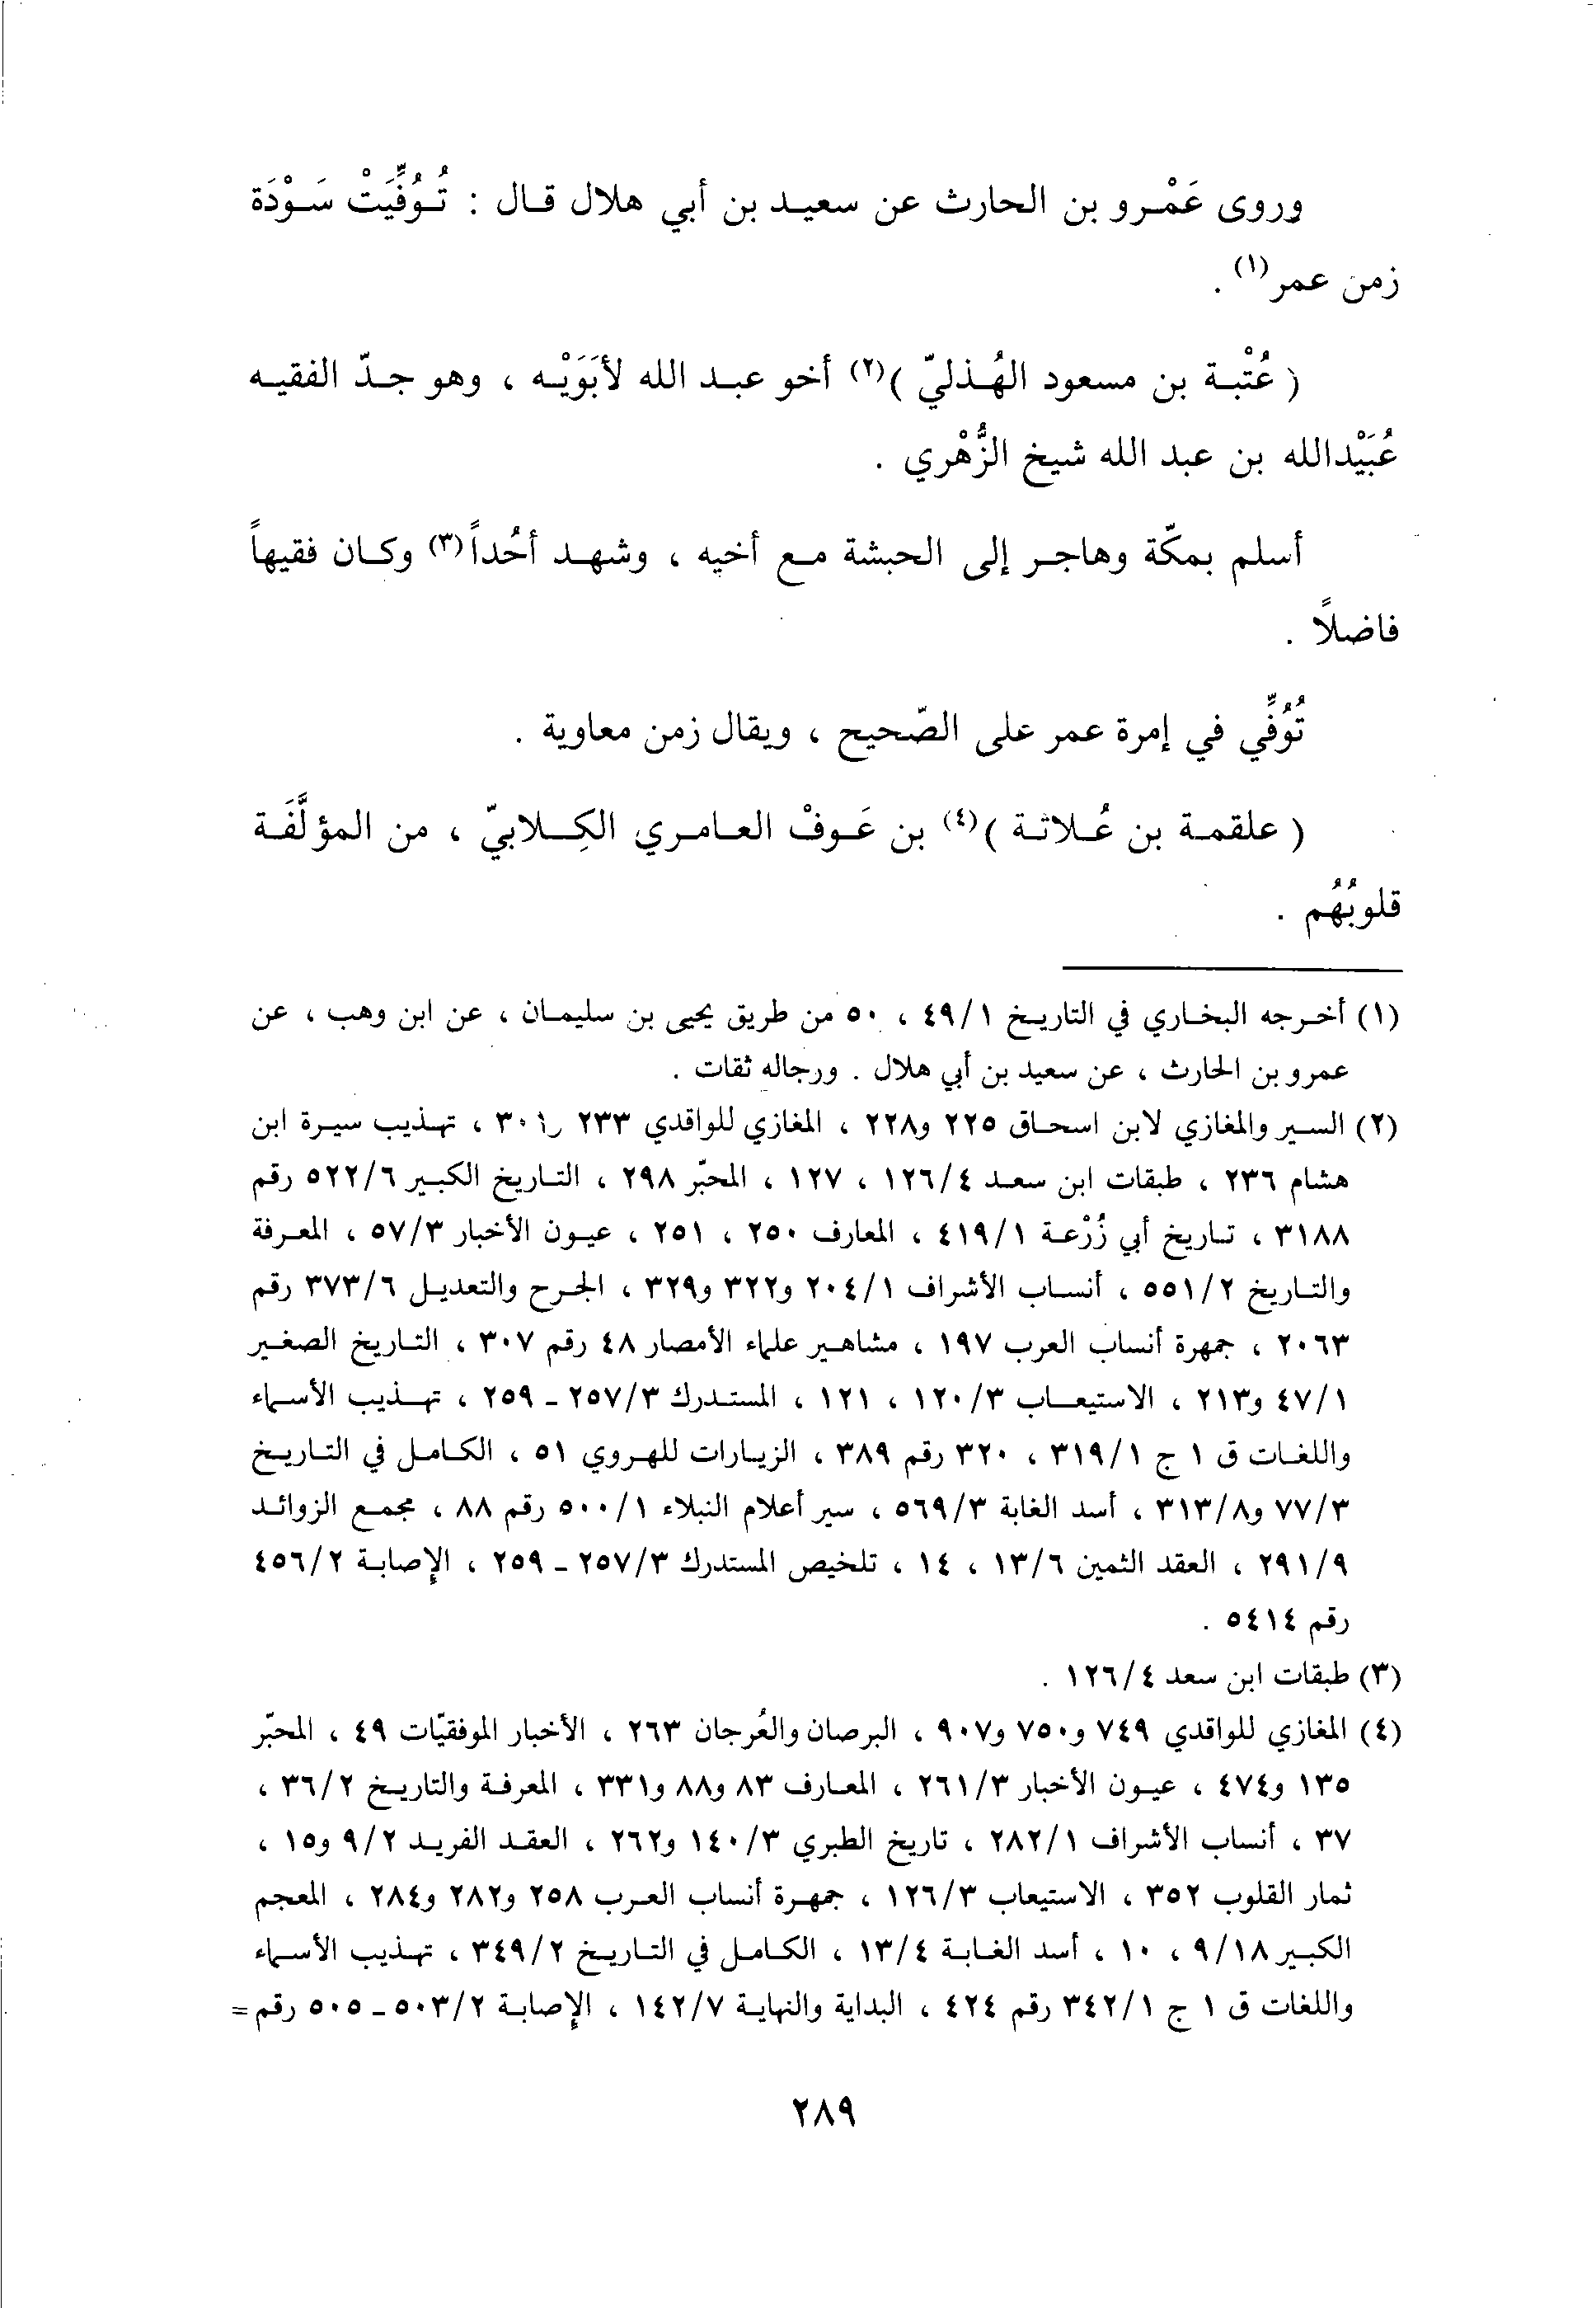 وروى عَمْرو بن الحارث عن سعيد بن أبي هلال قال : تُوُفِّيَتْ سَوْدَة
زمن عمر(١) .
( عُتْبة بن مسعود الهُذليّ )(٢) أخو عبد الله لأبَوَيْه ، وهو جدّ الفقيه
عُبَيْدالله بن عبد الله شيخ الزُّهْري .
أسلم بمكّة وهاجر إلى الحبشة مع أخيه ، وشهد أُحُداً(٣) وكان فقيهاً
فاضلاً .
تُوُفِّي في إمرة عمر على الصّحيح ، ويقال زمن معاوية .
( علقمة بن عُلاثة )(٤) بن عَوفْ العامري الكِلابيّ ، من المؤلَّفَة
قلوبُهُم .
(١) أخرجه البخاري في التاريخ ٤٩/١ ، ٥٠ من طريق يحيى بن سليمان ، عن ابن وهب ، عن
عمرو بن الحارث ، عن سعيد بن أبي هلال . ورجاله ثقات .
(٢) السير والمغازي لابن اسحاق ٢٢٥ و٢٢٨ ، المغازي للواقدي ٢٣٣ و٣٠١ ، تهذيب سيرة ابن
هشام ٢٣٦ ، طبقات ابن سعد ١٢٦/٤ ، ١٢٧ ، المحبّر ٢٩٨ ، التاريخ الكبير ٥٢٢/٦ رقم
٣١٨٨ ، تاريخ أبي زُرْعة ٤١٩/١ ، المعارف ٢٥٠ ، ٢٥١ ، عيون الأخبار ٥٧/٣ ، المعرفة
والتاريخ ٥٥١/٢ ، أنساب الأشراف ٢٠٤/١ و٣٢٢ و٣٢٩ ، الجرح والتعديل ٣٧٣/٦ رقم
٢٠٦٣ ، جمهرة أنساب العرب ١٩٧ ، مشاهير علماء الأمصار ٤٨ رقم ٣٠٧ ، التاريخ الصغير
٤٧/١ و٢١٣ ، الاستيعاب ١٢٠/٣ ، ١٢١ ، المستدرك ٢٥٧/٣ - ٢٥٩ ، تهذيب الأسماء
واللغات ق ١ ج ٣١٩/١ ، ٣٢٠ رقم ٣٨٩ ، الزيارات للهروي ٥١ ، الكامل في التاريخ
٧٧/٣ و٣١٣/٨ ، أسد الغابة ٥٦٩/٣ ، سير أعلام النبلاء ٥٠٠/١ رقم ٨٨ ، مجمع الزوائد
٢٩١/٩ ، العقد الثمين ١٣/٦ ، ١٤ ، تلخيص المستدرك ٢٥٧/٣ - ٢٥٩ ، الإصابة ٤٥٦/٢
رقم ٥٤١٤ .
(٣) طبقات ابن سعد ١٢٦/٤ .
(٤) المغازي للواقدي ٧٤٩ و٧٥٠ و٩٠٧ ، البرصان والعُرجان ٢٦٣ ، الأخبار الموفقيّات ٤٩ ، المحبّر
١٣٥ و٤٧٤ ، عيون الأخبار ٢٦١/٣ ، المعارف ٨٣ و٨٨ و٣٣١ ، المعرفة والتاريخ ٣٦/٢ ،
٣٧ ، أنساب الأشراف ٢٨٢/١ ، تاريخ الطبري ١٤٠/٣ و٢٦٢ ، العقد الفريد ٩/٢ و١٥ ،
ثمار القلوب ٣٥٢ ، الاستيعاب ١٢٦/٣ ، جمهرة أنساب العرب ٢٥٨ و٢٨٢ و٢٨٤ ، المعجم
الكبير ٩/١٨ ، ١٠ ، أسد الغابة ١٣/٤ ، الكامل في التاريخ ٣٤٩/٢ ، تهذيب الأسماء
واللغات ق ١ ج ٣٤٢/١ رقم ٤٢٤ ، البداية والنهاية ١٤٢/٧ ، الإصابة ٥٠٣/٢ - ٥٠٥ رقم =
٢٨٩